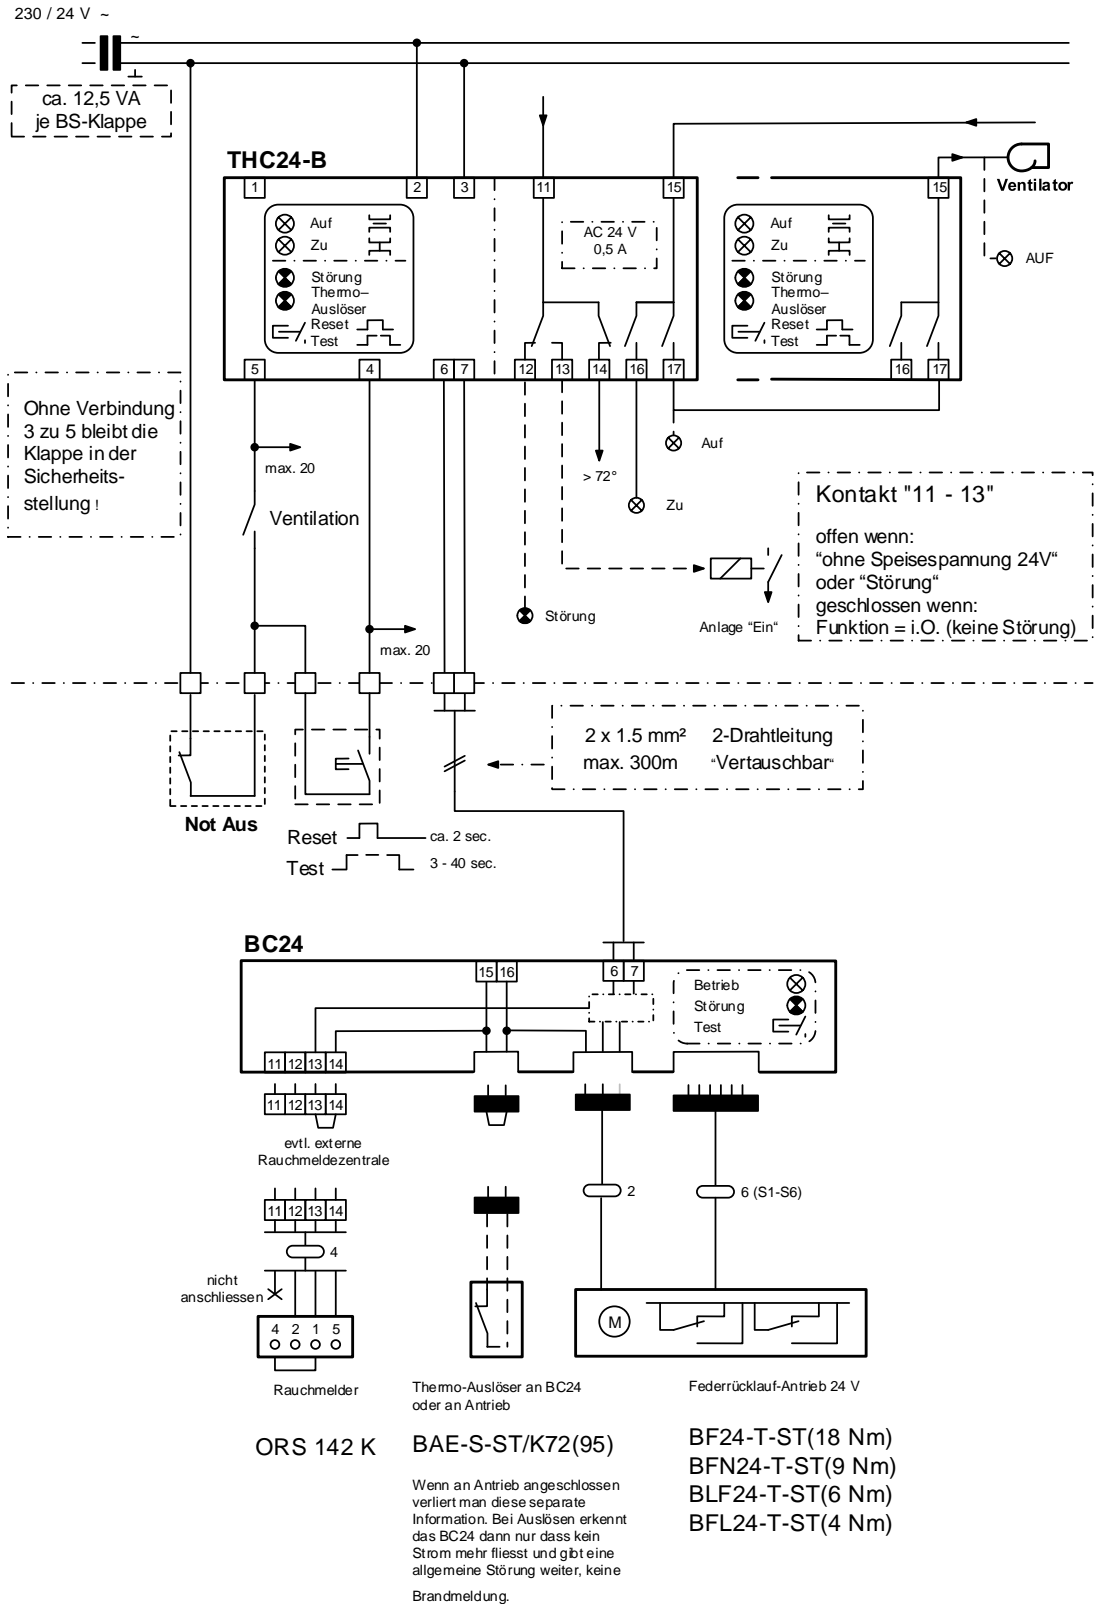 230 / 24 V ~
~
ca. 12,5 VA
je BS-Klappe
THC24-B
1
2
3
11
15
15
Ventilator
Auf
Zu
Störung
Thermo–
Auslöser
Reset
Test
AC 24 V
0,5 A
Auf
Zu
Störung
Thermo–
Auslöser
Reset
Test
AUF
5
4
6
7
12
13
14
16
17
16
17
Ohne Verbindung
3 zu 5 bleibt die
Klappe in der
Sicherheits-
stellung !
max. 20
Ventilation
> 72°
Auf
Zu
Kontakt "11 - 13"
offen wenn:
“ohne Speisespannung 24V“
oder “Störung“
geschlossen wenn:
Funktion = i.O. (keine Störung)
Störung
Anlage “Ein“
max. 20
2 x 1.5 mm² 2-Drahtleitung
max. 300m “Vertauschbar“
Not Aus
Reset ca. 2 sec.
Test 3 - 40 sec.
BC24
15 16
6 7
Betrieb
Störung
Test
11 12 13 14
11 12 13 14
evtl. externe
Rauchmeldezentrale
11 12 13 14
2
6 (S1-S6)
4
nicht
anschliessen
4 2 1 5
M
Rauchmelder
Thermo-Auslöser an BC24
oder an Antrieb
Federrücklauf-Antrieb 24 V
ORS 142 K
BAE-S-ST/K72(95)
BF24-T-ST(18 Nm)
BFN24-T-ST(9 Nm)
BLF24-T-ST(6 Nm)
BFL24-T-ST(4 Nm)
Wenn an Antrieb angeschlossen
verliert man diese separate
Information. Bei Auslösen erkennt
das BC24 dann nur dass kein
Strom mehr fliesst und gibt eine
allgemeine Störung weiter, keine
Brandmeldung.